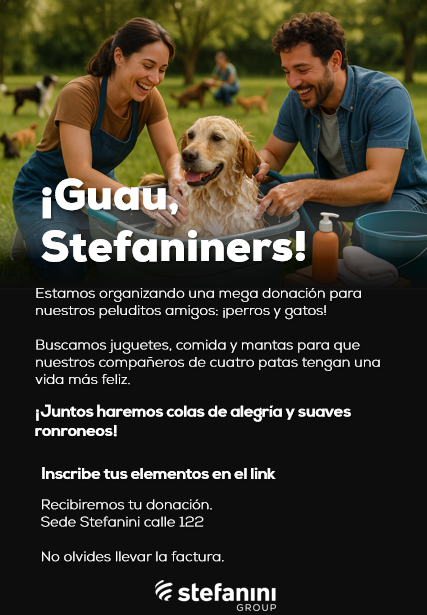 ¡Guau,
Stefaniners!
Estamos organizando una mega donación para
nuestros peluditos amigos: ¡perros y gatos!
Buscamos juguetes, comida y mantas para que
nuestros compañeros de cuatro patas tengan una
vida más feliz.
¡Juntos haremos colas de alegría y suaves
ronroneos!
Inscribe tus elementos en el link
Recibiremos tu donación.
Sede Stefanini calle 122
No olvides llevar la factura.
stefanini
GROUP